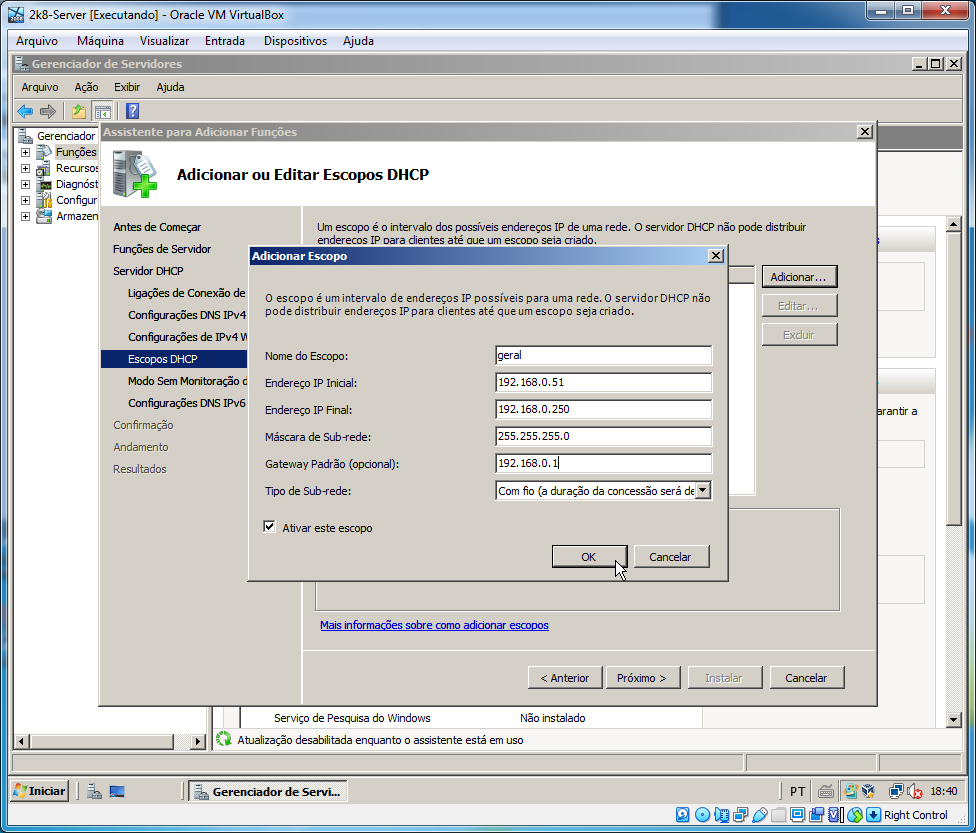 2k8-Server [Executando] - Oracle VM VirtualBox
Arquivo Máquina Visualizar Entrada Dispositivos Ajuda
Gerenciador de Servidores
Arquivo Ação Exibir Ajuda
Gerenciador
Funções
Recursos
Diagnóst
Configur
Armazen
Assistente para Adicionar Funções
Adicionar ou Editar Escopos DHCP
Antes de Começar
Funções de Servidor
Servidor DHCP
Ligações de Conexão de
Configurações DNS IPv4
Configurações de IPv4 W
Escopos DHCP
Modo Sem Monitoração d
Configurações DNS IPv6
Confirmação
Andamento
Resultados
Um escopo é o intervalo dos possíveis endereços IP de uma rede. O servidor DHCP não pode distribuir
endereços IP para clientes até que um escopo seja criado.
Adicionar...
Editar...
Excluir
Adicionar Escopo
O escopo é um intervalo de endereços IP possíveis para uma rede. O servidor DHCP não
pode distribuir endereços IP para clientes até que um escopo seja criado.
Nome do Escopo: geral
Endereço IP Inicial: 192.168.0.51
Endereço IP Final: 192.168.0.250
Máscara de Sub-rede: 255.255.255.0
Gateway Padrão (opcional): 192.168.0.1
Tipo de Sub-rede: Com fio (a duração da concessão será de
Ativar este escopo
OK Cancelar
arantir a
Mais informações sobre como adicionar escopos
< Anterior Próximo > Instalar Cancelar
Serviço de Pesquisa do Windows Não instalado
Atualização desabilitada enquanto o assistente está em uso
Iniciar Gerenciador de Servi... PT 18:40
Right Control